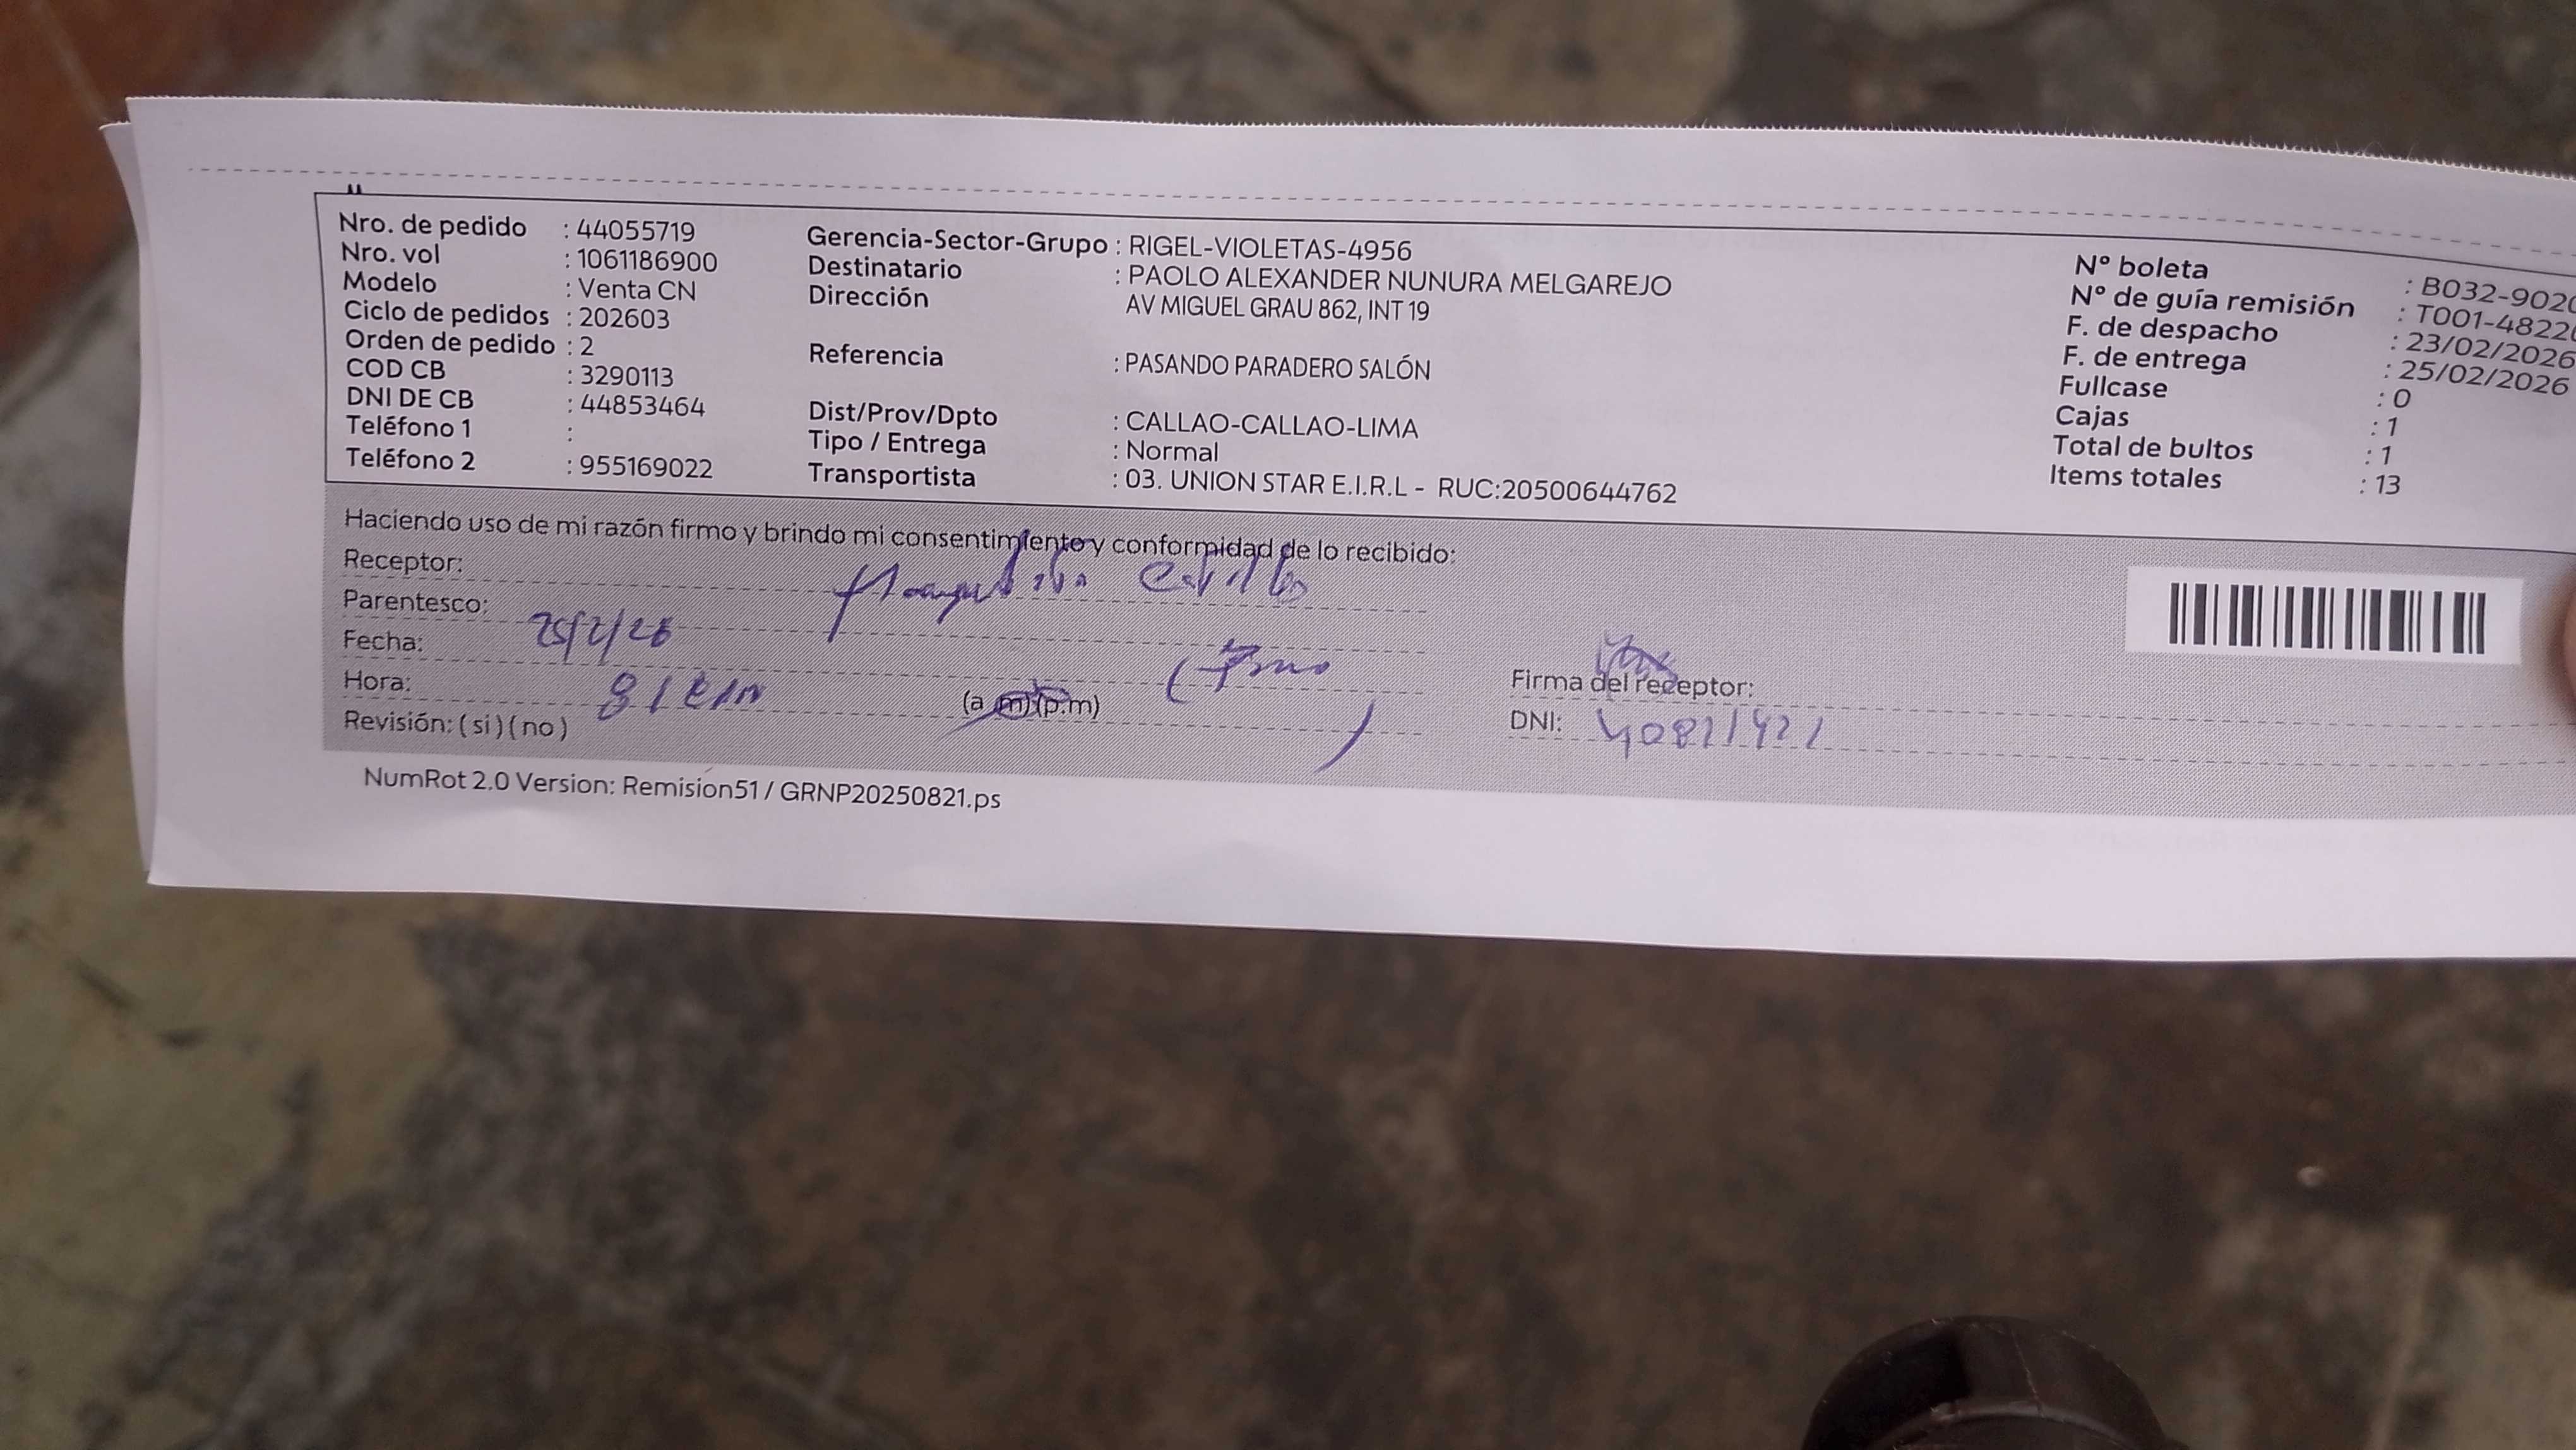 Nro. de pedido : 44055719
Nro. vol : 1061186900
Modelo : Venta CN
Ciclo de pedidos : 202603
Orden de pedido : 2
COD CB : 3290113
DNI DE CB : 44853464
Teléfono 1 :
Teléfono 2 : 955169022
Gerencia-Sector-Grupo : RIGEL-VIOLETAS-4956
Destinatario : PAOLO ALEXANDER NUNURA MELGAREJO
Dirección AV MIGUEL GRAU 862, INT 19
Referencia : PASANDO PARADERO SALÓN
Dist/Prov/Dpto : CALLAO-CALLAO-LIMA
Tipo / Entrega : Normal
Transportista : 03. UNION STAR E.I.R.L - RUC:20500644762
N° boleta : B032-902
N° de guía remisión : T001-4822
F. de despacho : 23/02/2026
F. de entrega : 25/02/2026
Fullcase : 0
Cajas : 1
Total de bultos : 1
Items totales : 13
Haciendo uso de mi razón firmo y brindo mi consentimiento y conformidad de lo recibido:
Receptor:
Parentesco:
Fecha: 25/2/26
Hora: (a m)(p.m)
Revisión: ( si ) ( no )
Firma del receptor:
DNI:
NumRot 2.0 Version: Remision51 / GRNP20250821.ps